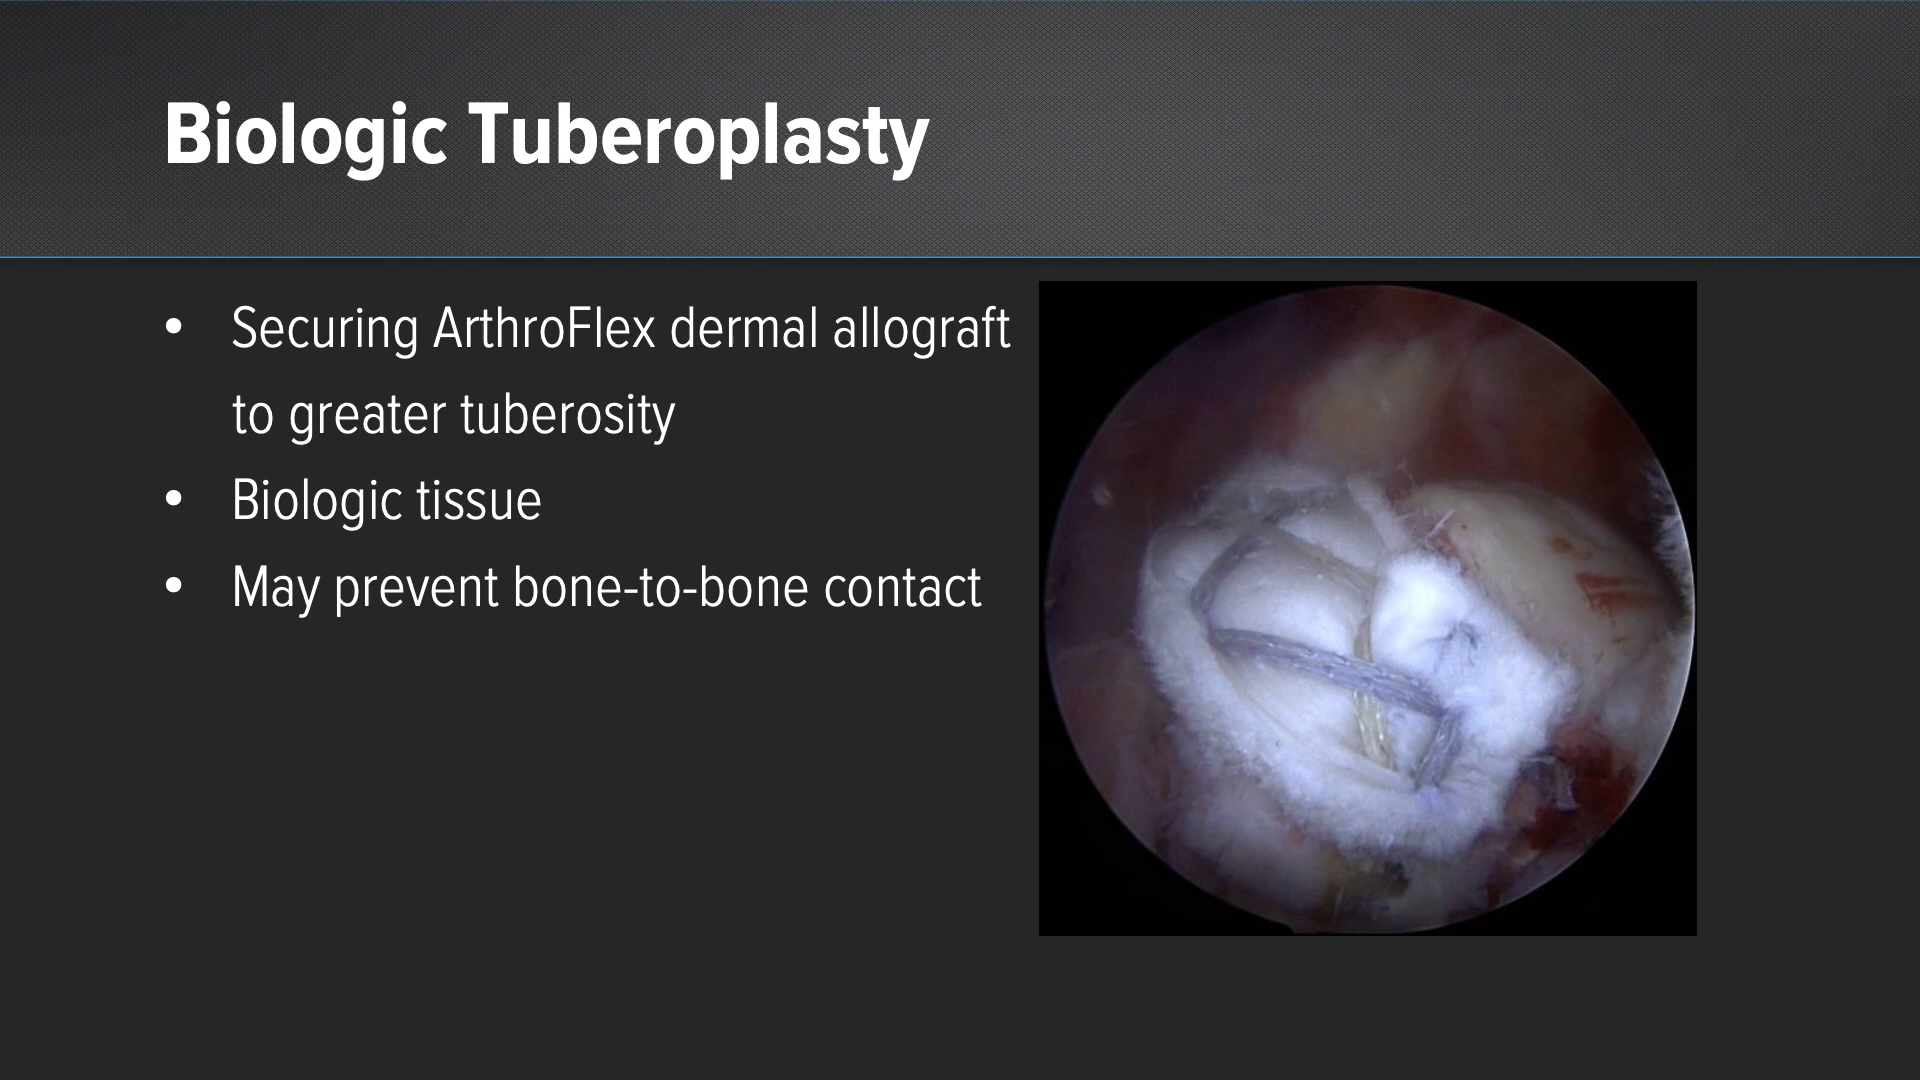 Biologic Tuberoplasty
• Securing ArthroFlex dermal allograft
to greater tuberosity
• Biologic tissue
• May prevent bone-to-bone contact